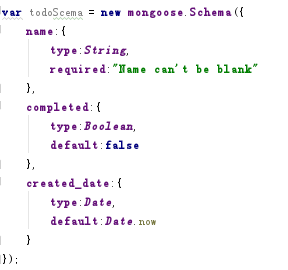 var todoScema = new mongoose.Schema({
    name:{
        type:String,
        required:"Name can't be blank"
    },
    completed:{
        type:Boolean,
        default:false
    },
    created_date:{
        type:Date,
        default:Date.now
    }
});